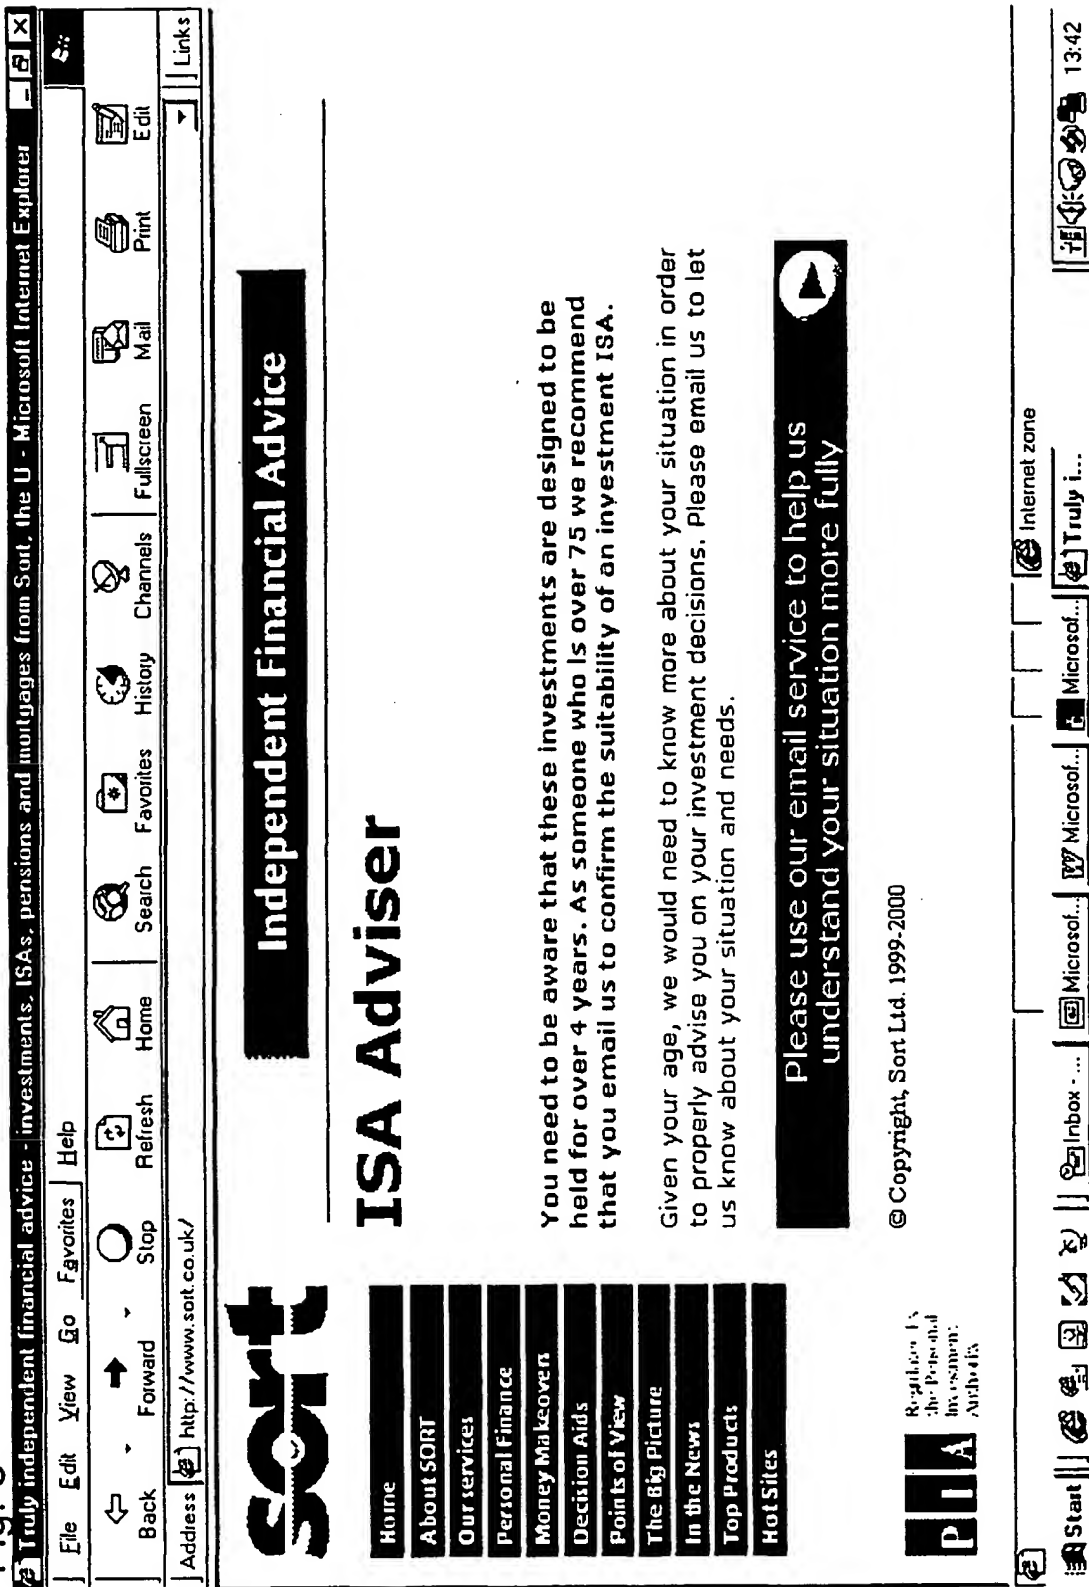 Truly independent financial advice - investments, ISAs, pensions and mortgages from Sort, the U - Microsoft Internet Explorer
File Edit View Go Favorites Help
Back Forward Stop Refresh Home Search Favorites History Channels Fullscreen Mail Print Edit
Address http://www.sort.co.uk/ Links
sort
Independent Financial Advice
Home
About SORT
Our services
Personal Finance
Money Makeovers
Decision Aids
Points of View
The Big Picture
In the News
Top Products
Hot Sites
PIA
Regulated by
the Personal
Investment
Authority
ISA Adviser
You need to be aware that these investments are designed to be
held for over 4 years. As someone who is over 75 we recommend
that you email us to confirm the suitability of an investment ISA.
Given your age, we would need to know more about your situation in order
to properly advise you on your investment decisions. Please email us to let
us know about your situation and needs.
Please use our email service to help us
understand your situation more fully
© Copyright, Sort Ltd. 1999-2000
Internet zone
Start Inbox - ... Microsof... Microsof... Microsof... Truly i... 13:42